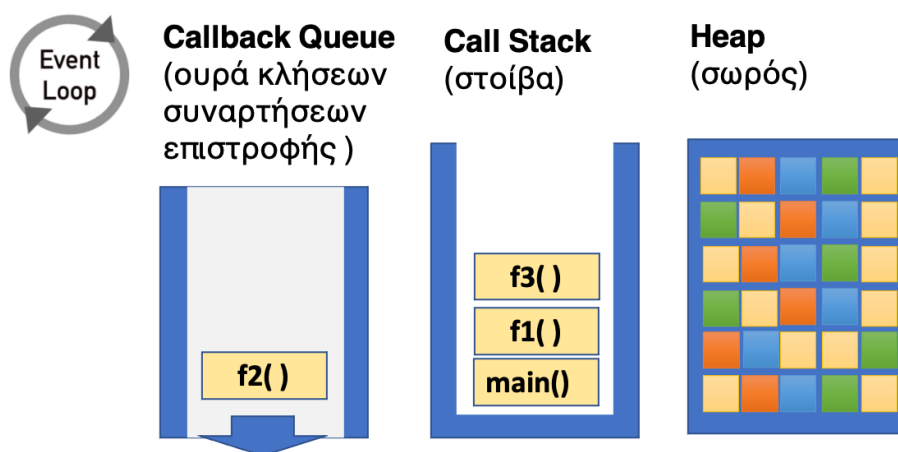 Event
Loop
Callback Queue
(ουρά κλήσεων
συναρτήσεων
επιστροφής )
Call Stack
(στοίβα)
Heap
(σωρός)
f2( )
f3( )
f1( )
main()